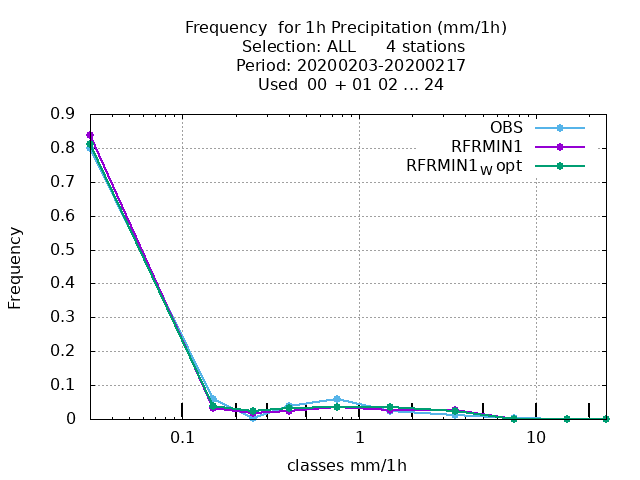 Frequency  for 1h Precipitation (mm/1h)
Selection: ALL      4 stations
Period: 20200203-20200217
Used  00  + 01 02 ... 24
0.9
0.8
0.7
0.6
0.5
0.4
0.3
0.2
0.1
0
Frequency
OBS
RFRMIN1
RFRMIN1W opt
0.1
1
10
classes mm/1h